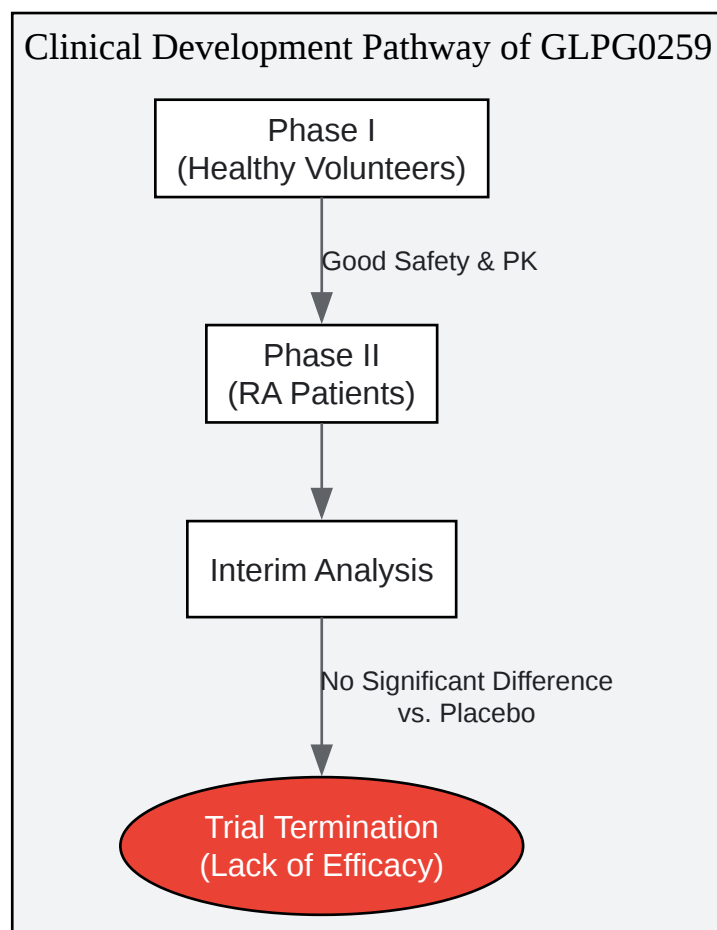 Clinical Development Pathway of GLPG0259
Phase I
(Healthy Volunteers)
Good Safety & PK
Phase II
(RA Patients)
Interim Analysis
No Significant Difference
vs. Placebo
Trial Termination
(Lack of Efficacy)